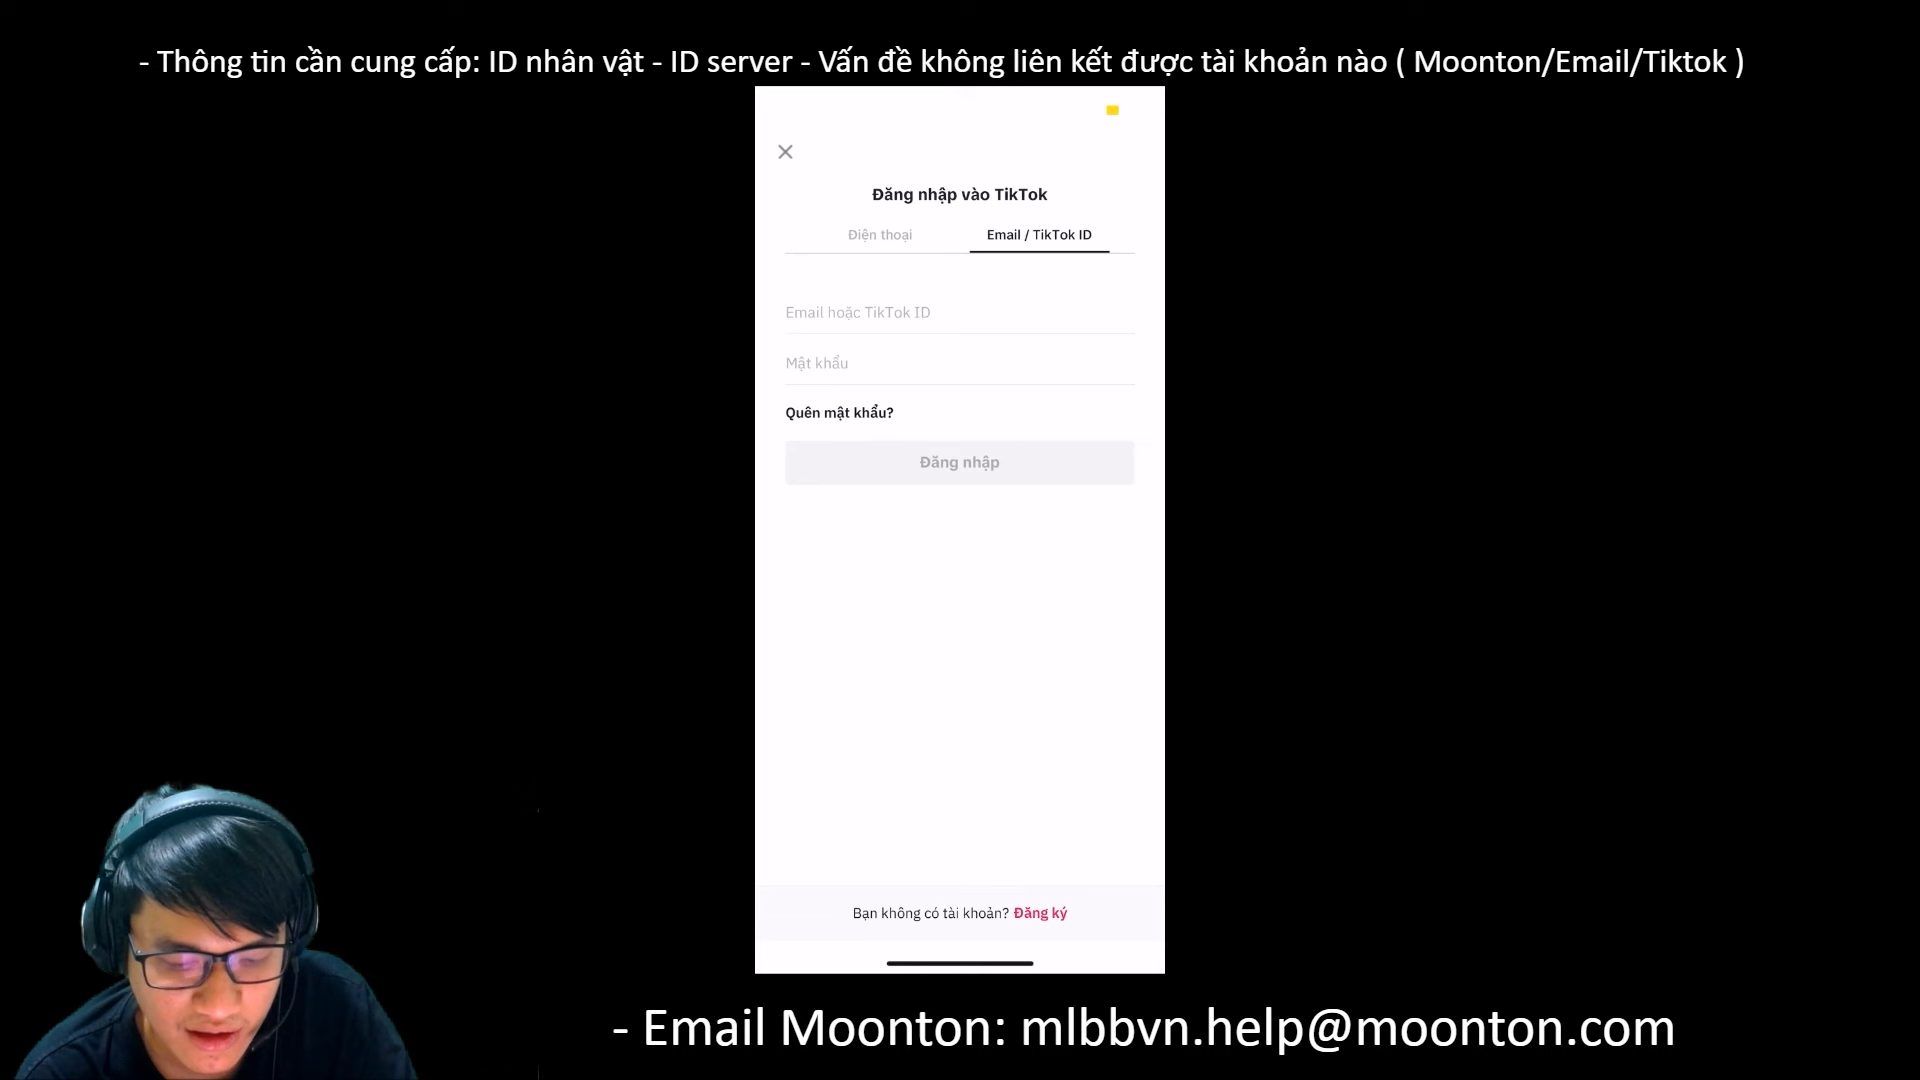 - Thông tin cần cung cấp: ID nhân vật - ID server - Vấn đề không liên kết được tài khoản nào ( Moonton/Email/Tiktok )
Đăng nhập vào TikTok
Điện thoại
Email / TikTok ID
Email hoặc TikTok ID
Mật khẩu
Quên mật khẩu?
Đăng nhập
Bạn không có tài khoản? Đăng ký
- Email Moonton: mlbbvn.help@moonton.com